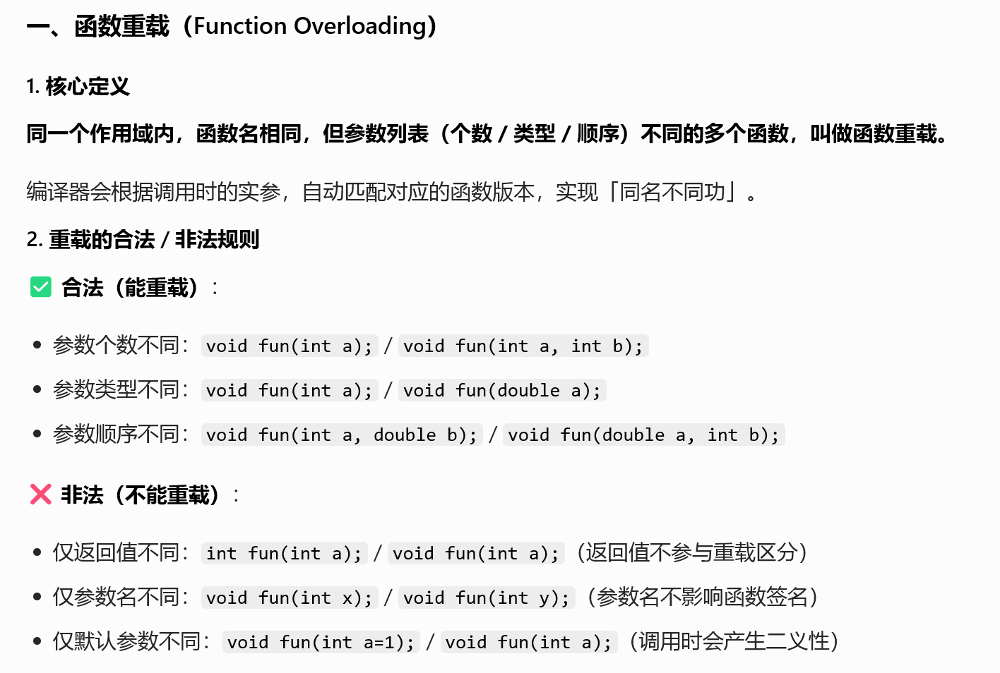 一、函数重载（Function Overloading）
1. 核心定义
同一个作用域内，函数名相同，但参数列表（个数 / 类型 / 顺序）不同的多个函数，叫做函数重载。
编译器会根据调用时的实参，自动匹配对应的函数版本，实现「同名不同功」。
2. 重载的合法 / 非法规则
✅ 合法（能重载）：
• 参数个数不同：void fun(int a); / void fun(int a, int b);
• 参数类型不同：void fun(int a); / void fun(double a);
• 参数顺序不同：void fun(int a, double b); / void fun(double a, int b);
❌ 非法（不能重载）：
• 仅返回值不同：int fun(int a); / void fun(int a);（返回值不参与重载区分）
• 仅参数名不同：void fun(int x); / void fun(int y);（参数名不影响函数签名）
• 仅默认参数不同：void fun(int a=1); / void fun(int a);（调用时会产生二义性）